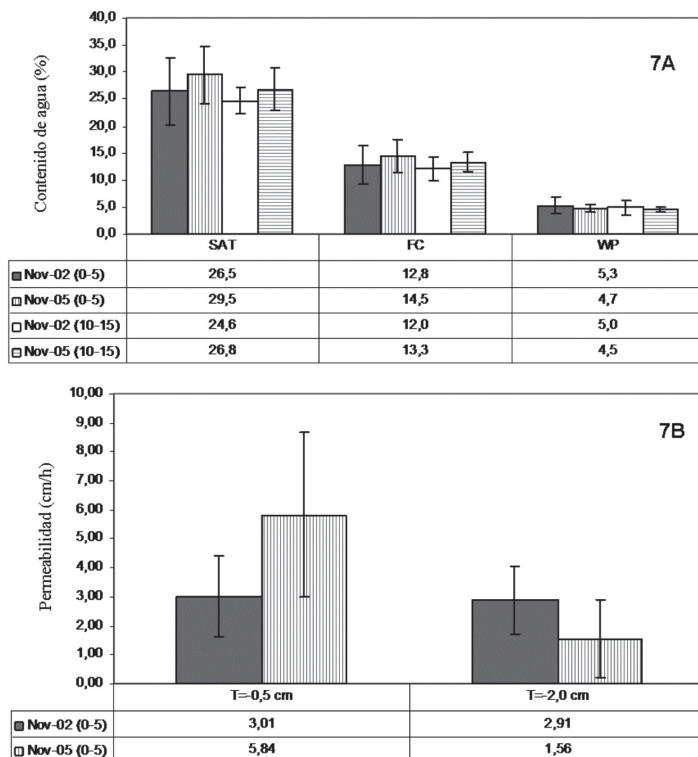 40,0
35,0
30,0
25,0
20,0
15,0
10,0
5,0
0,0
Contenido de agua (%)
7A
SAT FC WP
Nov-02 (0-5) 26,5 12,8 5,3
Nov-05 (0-5) 29,5 14,5 4,7
Nov-02 (10-15) 24,6 12,0 5,0
Nov-05 (10-15) 26,8 13,3 4,5
10,00
9,00
8,00
7,00
6,00
5,00
4,00
3,00
2,00
1,00
0,00
Permeabilidad (cm/h)
7B
T=-0,5 cm T=-2,0 cm
Nov-02 (0-5) 3,01 2,91
Nov-05 (0-5) 5,84 1,56